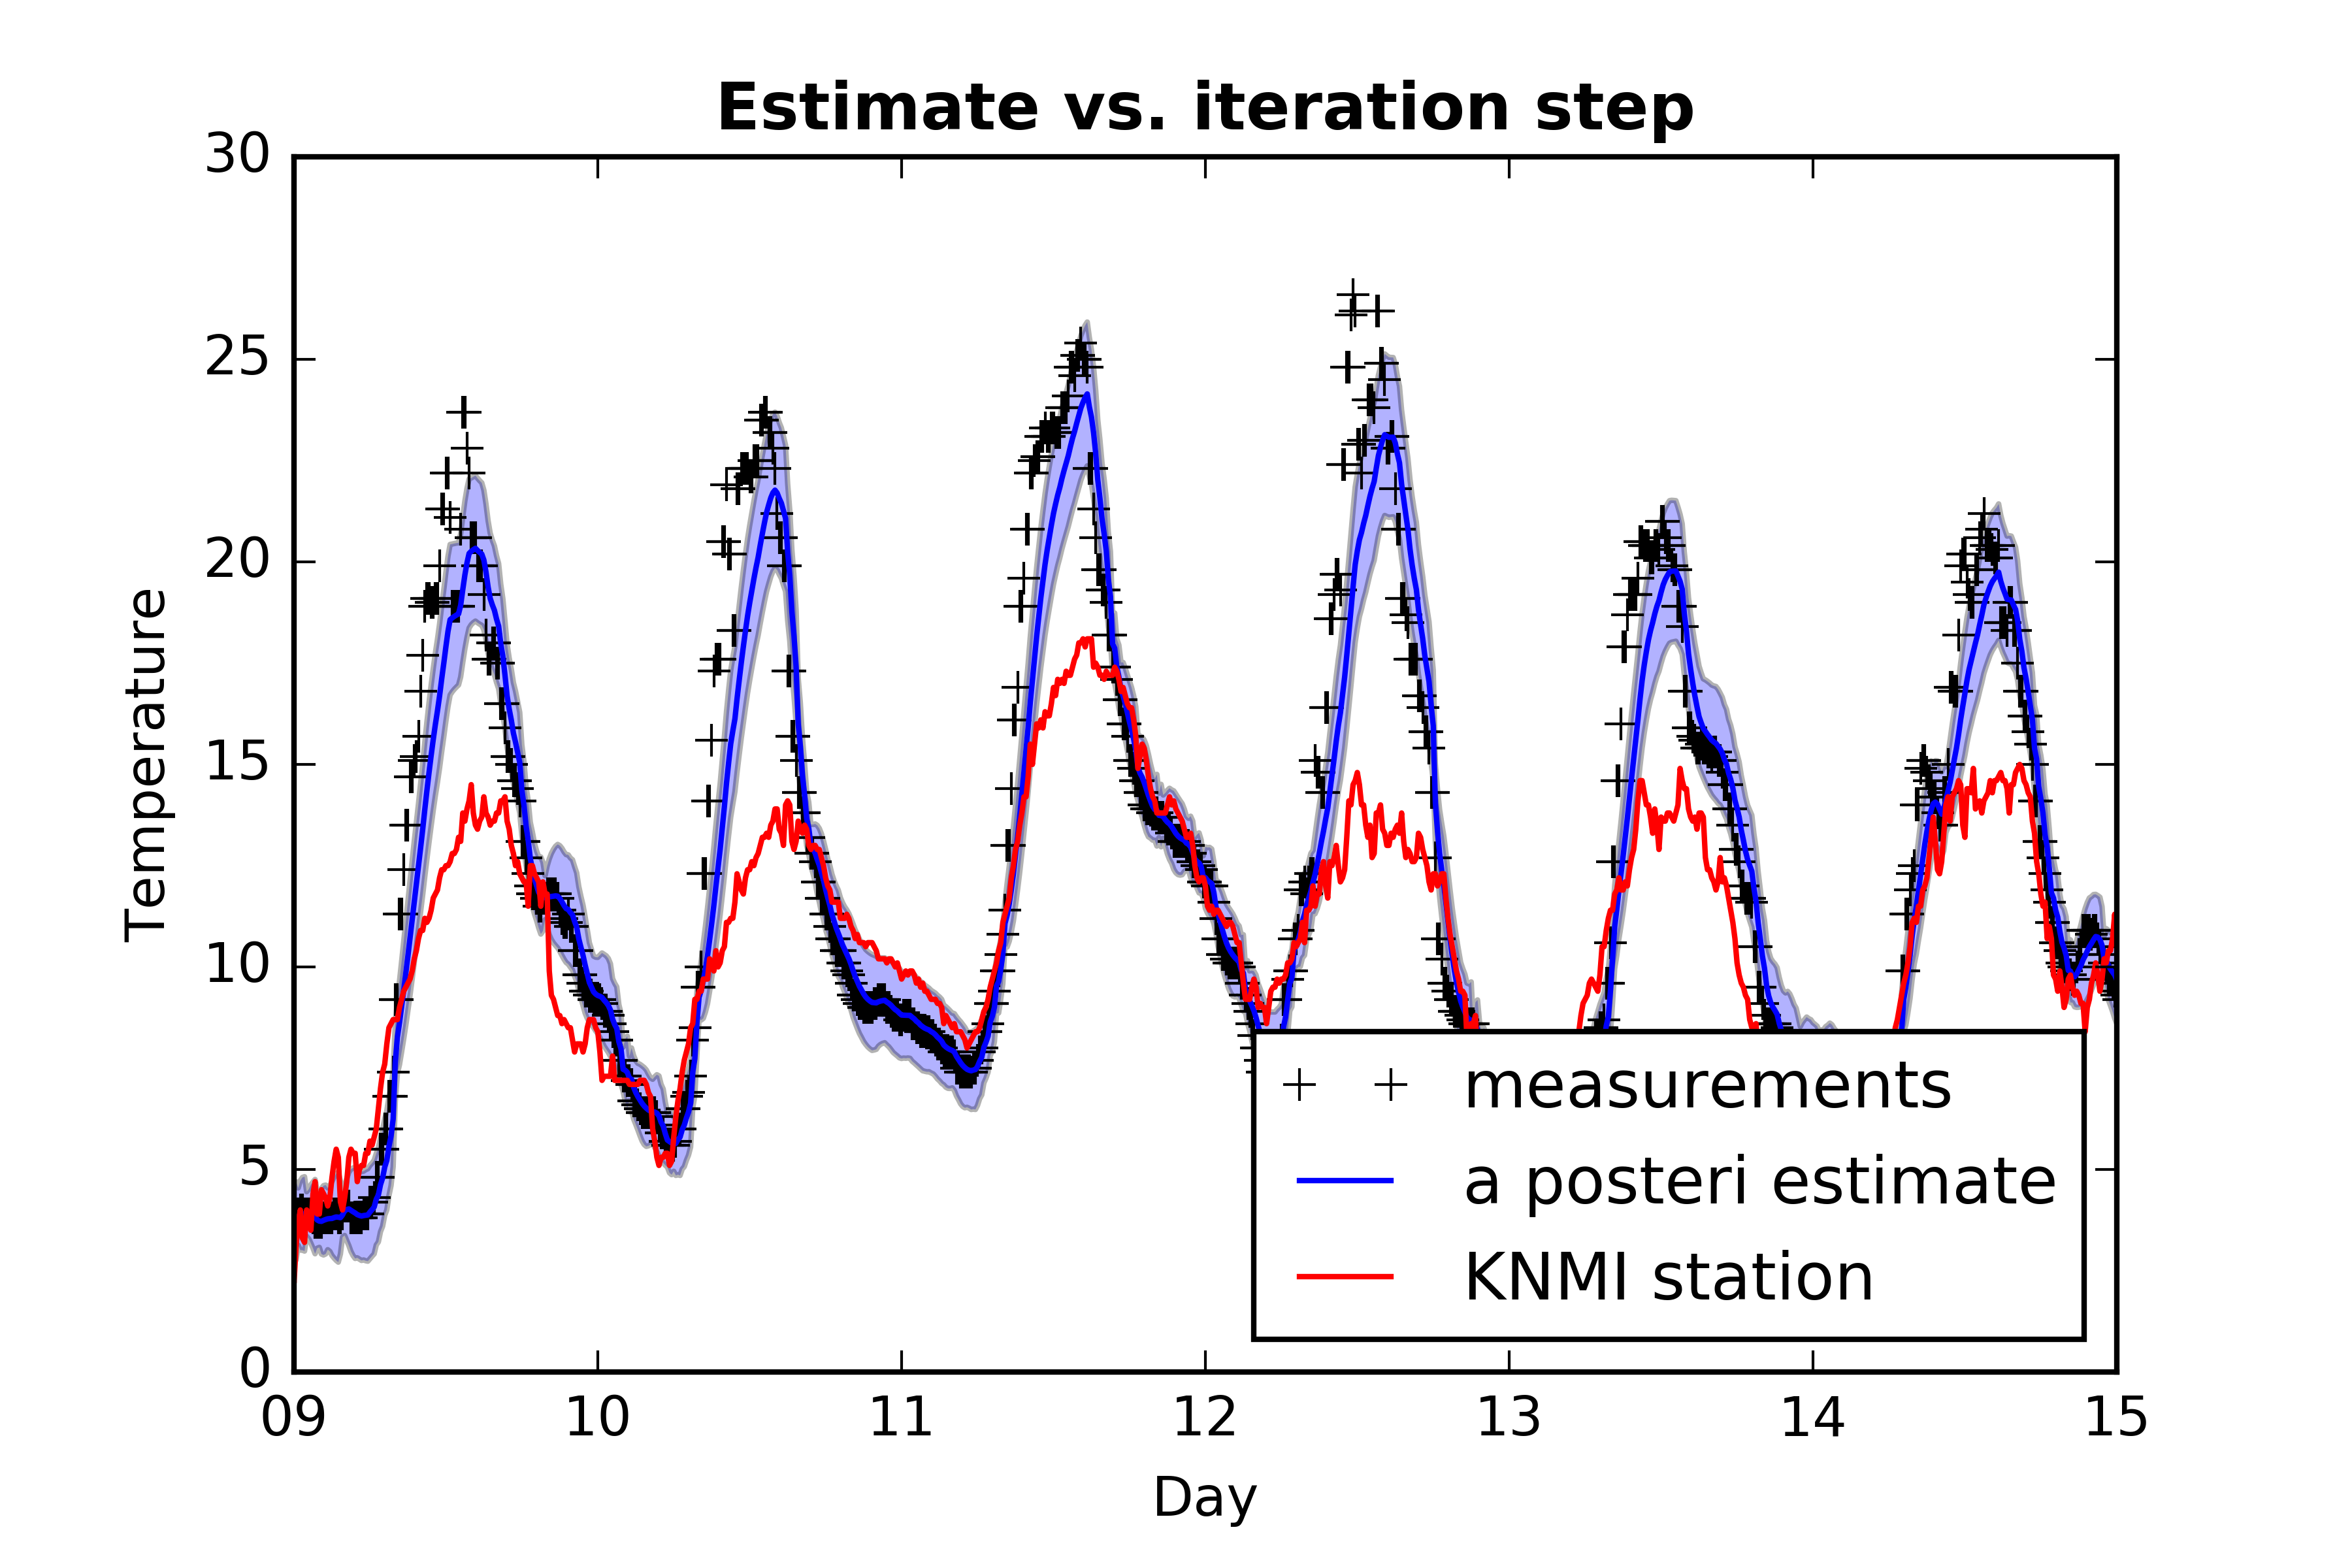 Estimate vs. iteration step
30
25
20
15
10
5
0
Temperature
09 10 11 12 13 14 15
Day
measurements
a posteri estimate
KNMI station